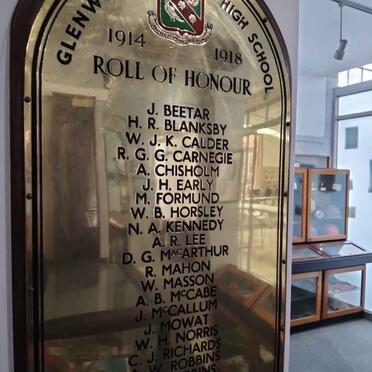 GLENW HIGH SCHOOL
1914 1918
ROLL OF HONOUR
J. BEETAR
H. R. BLANKSBY
W. J. K. CALDER
R. G. G. CARNEGIE
A. CHISHOLM
J. H. EARLY
M. FORMUND
W. B. HORSLEY
N. A. KENNEDY
A. R. LEE
D. G. MACARTHUR
R. MAHON
W. MASSON
A. B. MCCABE
J. MCCALLUM
J. MOWAT
W. H. NORRIS
C. J. RICHARDS
W. ROBBINS